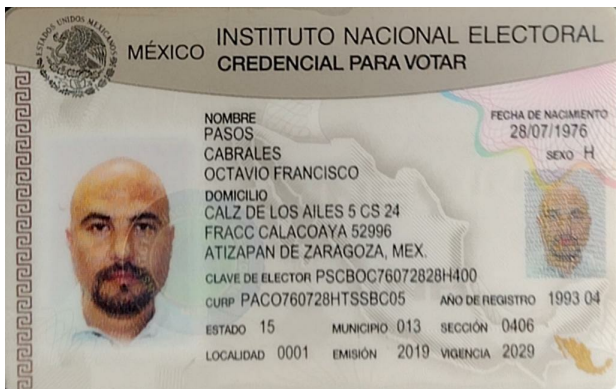 ESTADOS UNIDOS MEXICANOS
MÉXICO
INSTITUTO NACIONAL ELECTORAL
CREDENCIAL PARA VOTAR
NOMBRE
PASOS
CABRALES
OCTAVIO FRANCISCO
FECHA DE NACIMIENTO
28/07/1976
SEXO H
DOMICILIO
CALZ DE LOS AILES 5 CS 24
FRACC CALACOAYA 52996
ATIZAPAN DE ZARAGOZA, MEX.
CLAVE DE ELECTOR PSCBOC76072828H400
CURP PACO760728HTSSBC05 AÑO DE REGISTRO 1993 04
ESTADO 15 MUNICIPIO 013 SECCIÓN 0406
LOCALIDAD 0001 EMISIÓN 2019 VIGENCIA 2029